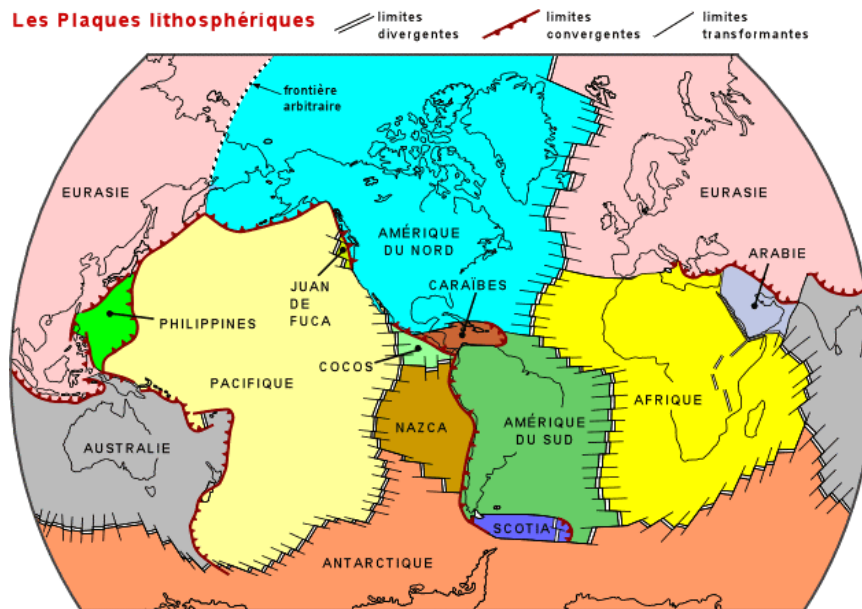 Les Plaques lithosphériques
limites
divergentes
limites
convergentes
limites
transformantes
frontière
arbitraire
EURASIE
EURASIE
AMÉRIQUE
DU NORD
ARABIE
JUAN
DE
FUCA
CARAÏBES
PHILIPPINES
COCOS
PACIFIQUE
AFRIQUE
NAZCA
AMÉRIQUE
DU SUD
AUSTRALIE
SCOTIA
ANTARCTIQUE